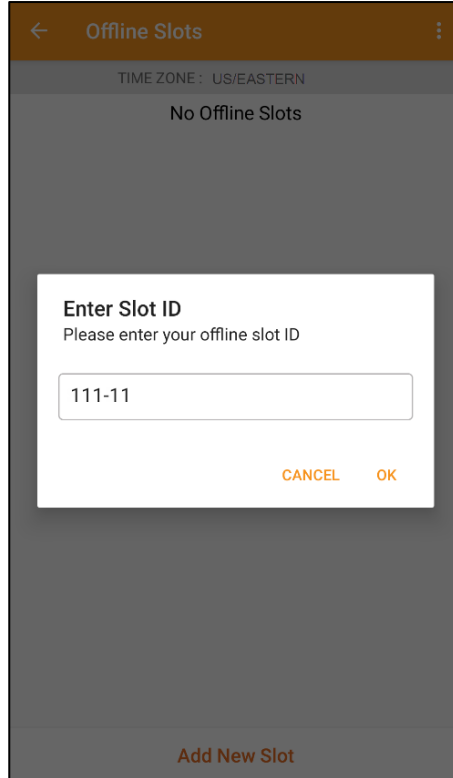 Offline Slots
TIME ZONE : US/EASTERN
No Offline Slots
Enter Slot ID
Please enter your offline slot ID
111-11
CANCEL OK
Add New Slot